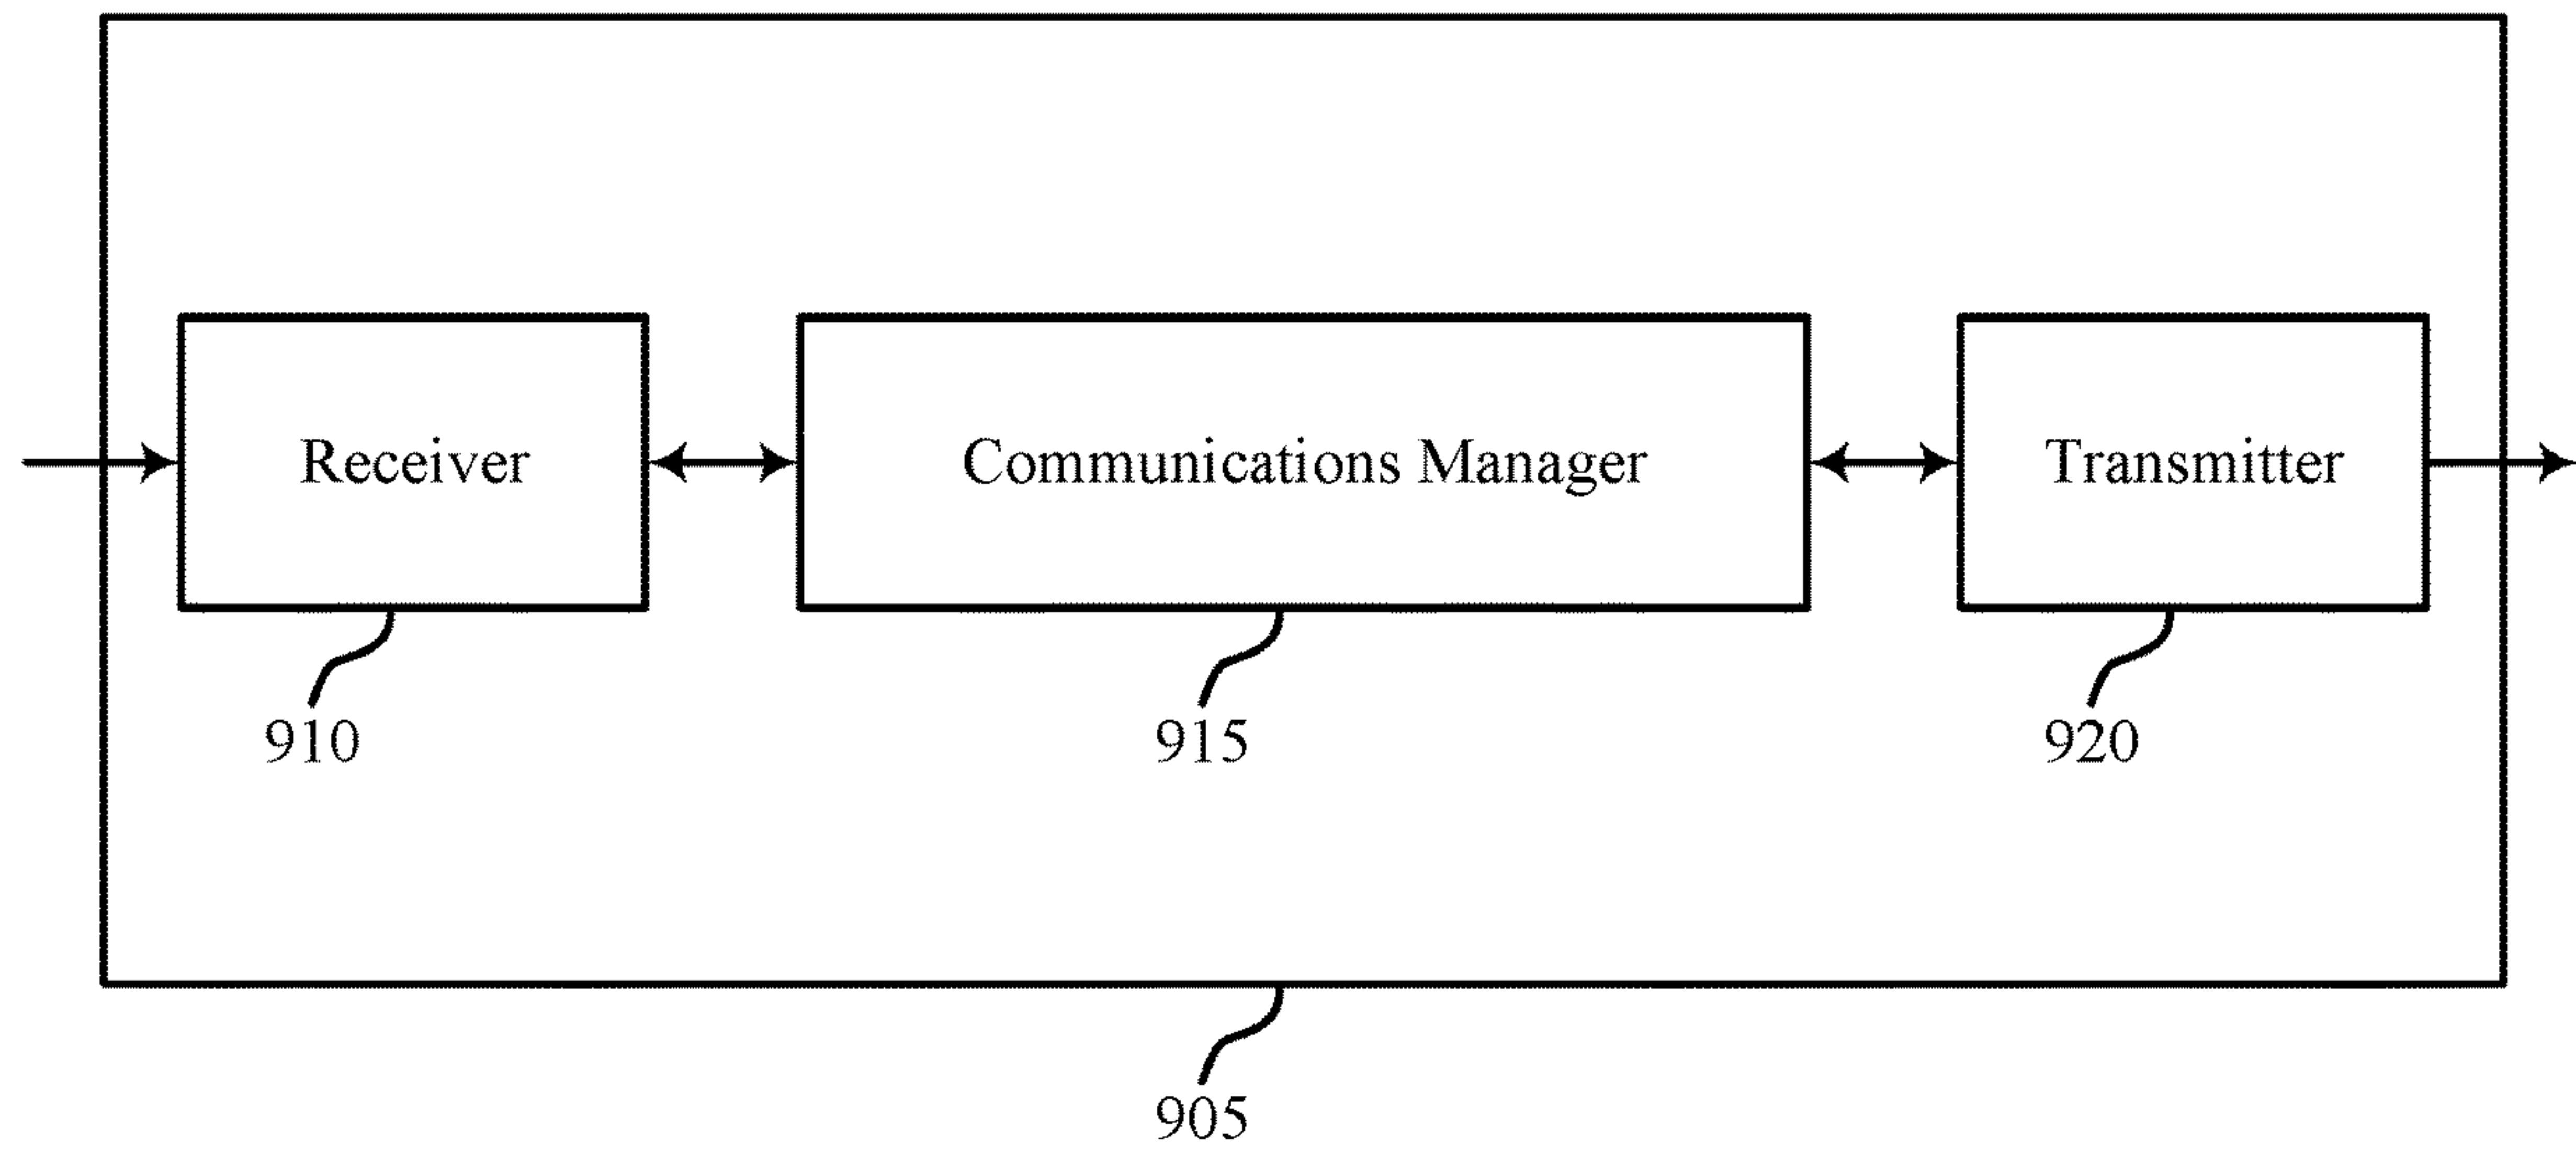 Receiver
Communications Manager
Transmitter
910
915
920
905